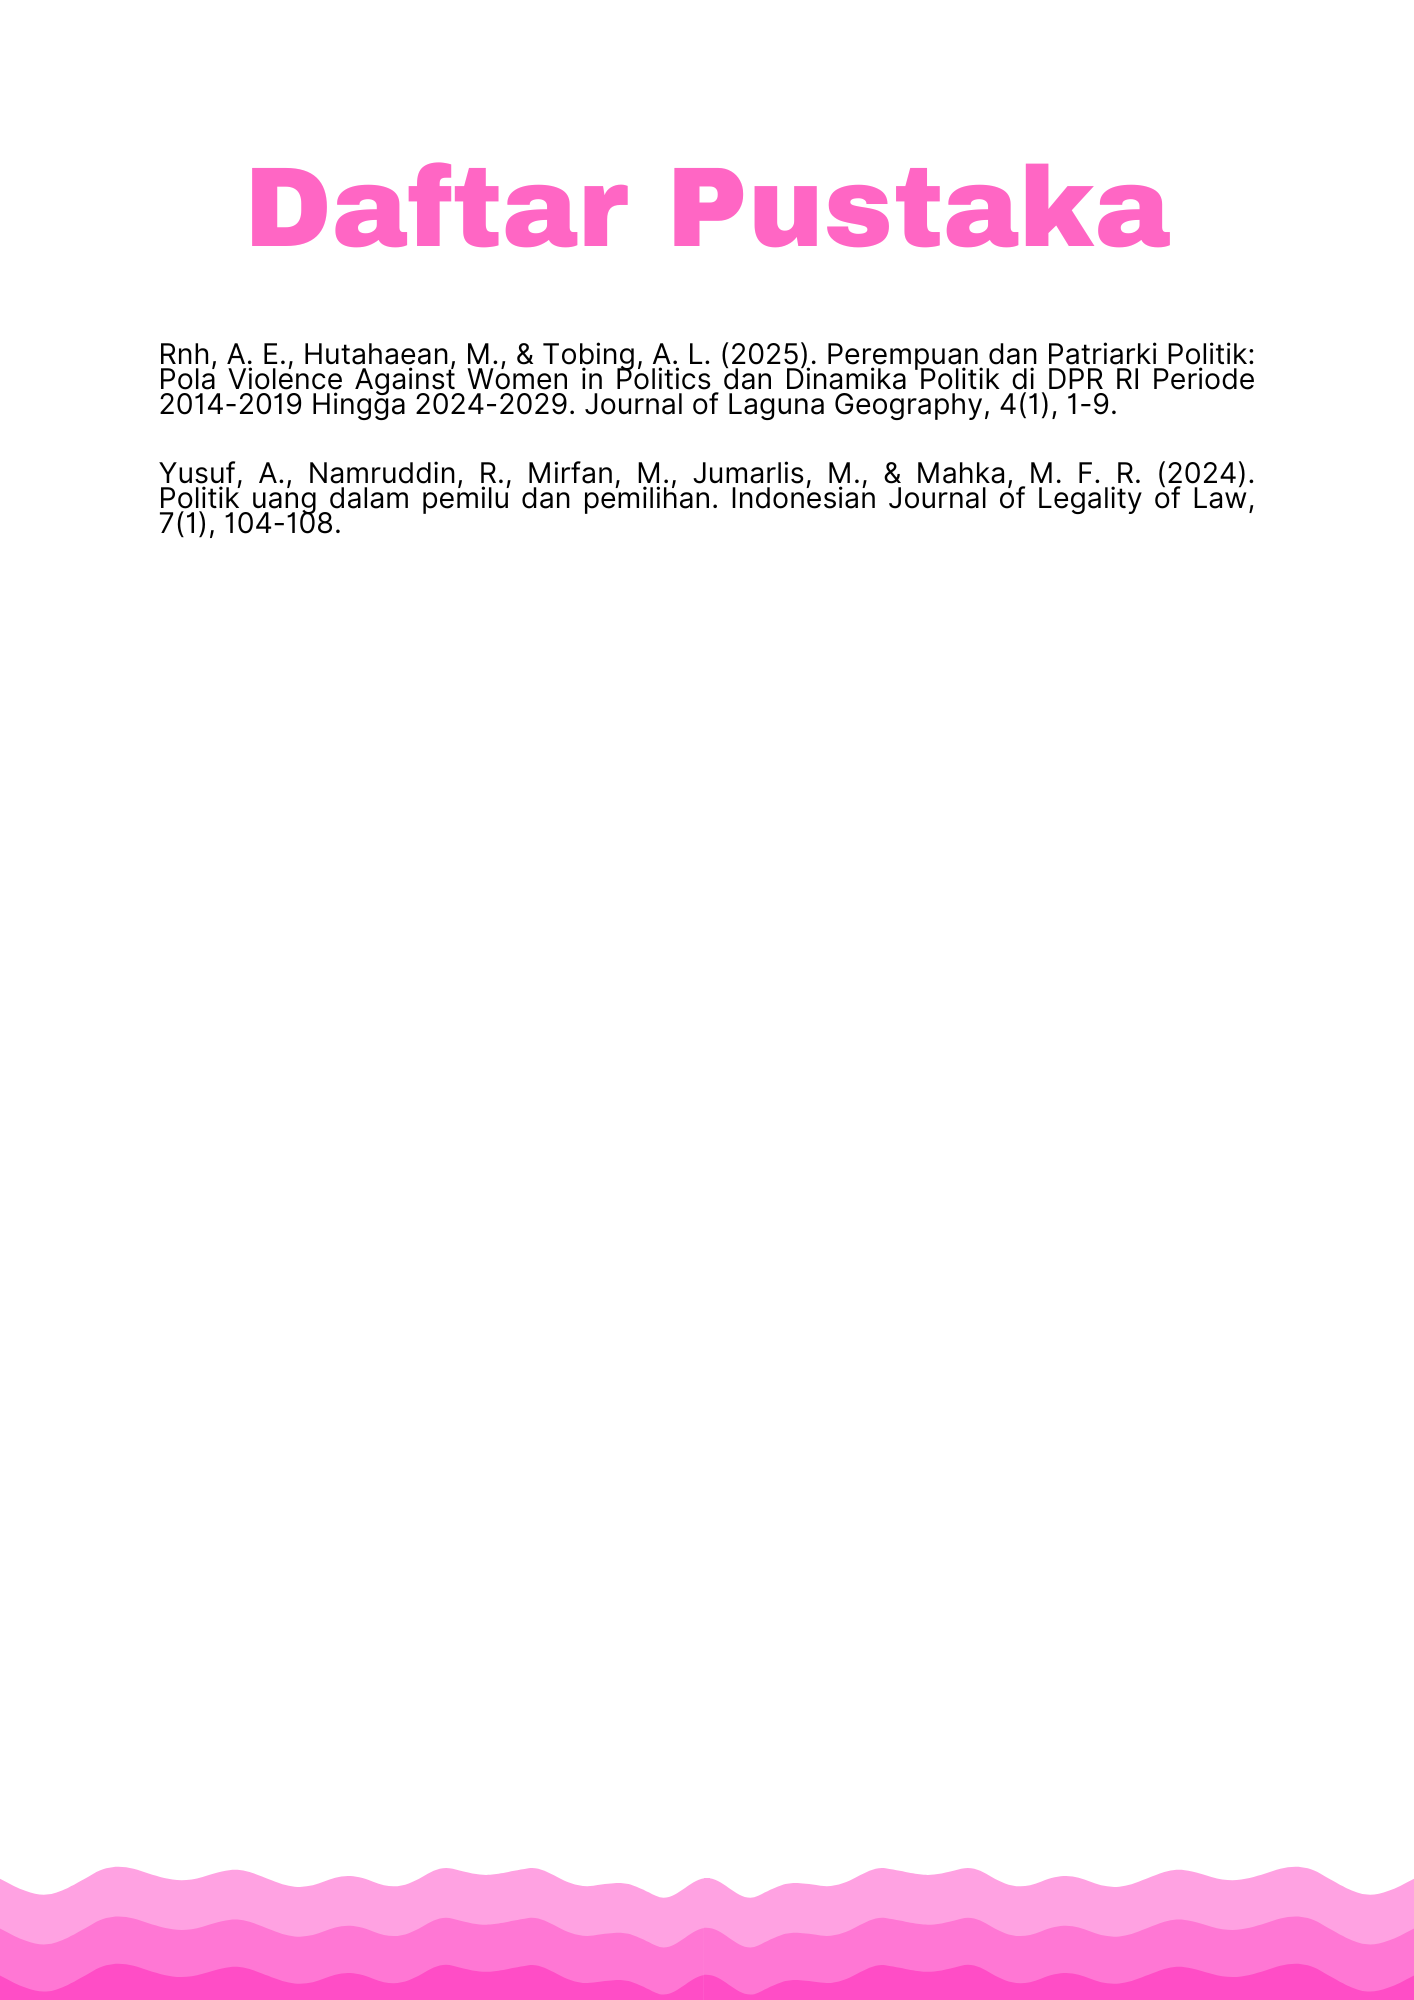 Daftar Pustaka
Rnh, A. E., Hutahaean, M., & Tobing, A. L. (2025). Perempuan dan Patriarki Politik:
Pola Violence Against Women in Politics dan Dinamika Politik di DPR RI Periode
2014-2019 Hingga 2024-2029. Journal of Laguna Geography, 4(1), 1-9.
Yusuf, A., Namruddin, R., Mirfan, M., Jumarlis, M., & Mahka, M. F. R. (2024).
Politik uang dalam pemilu dan pemilihan. Indonesian Journal of Legality of Law,
7(1), 104-108.